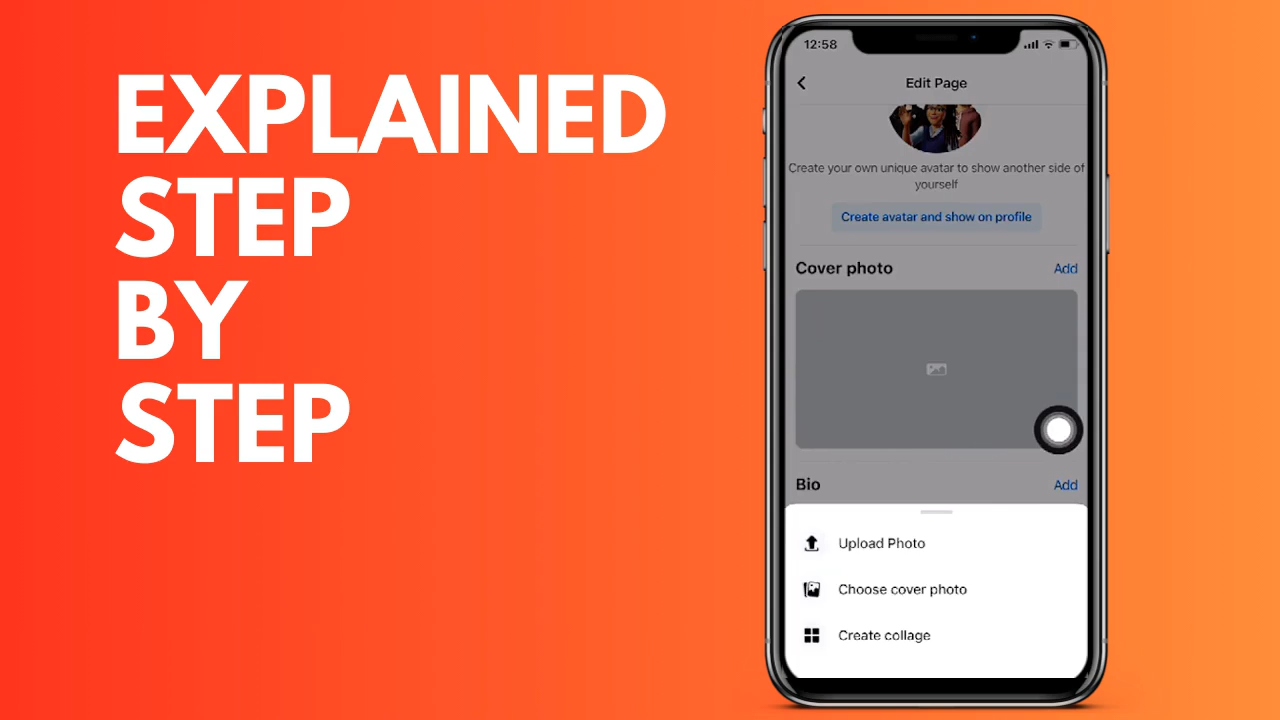 EXPLAINED
STEP
BY
STEP
12:58
Edit Page
Create your own unique avatar to show another side of
yourself
Create avatar and show on profile
Cover photo
Add
Bio
Add
Upload Photo
Choose cover photo
Create collage